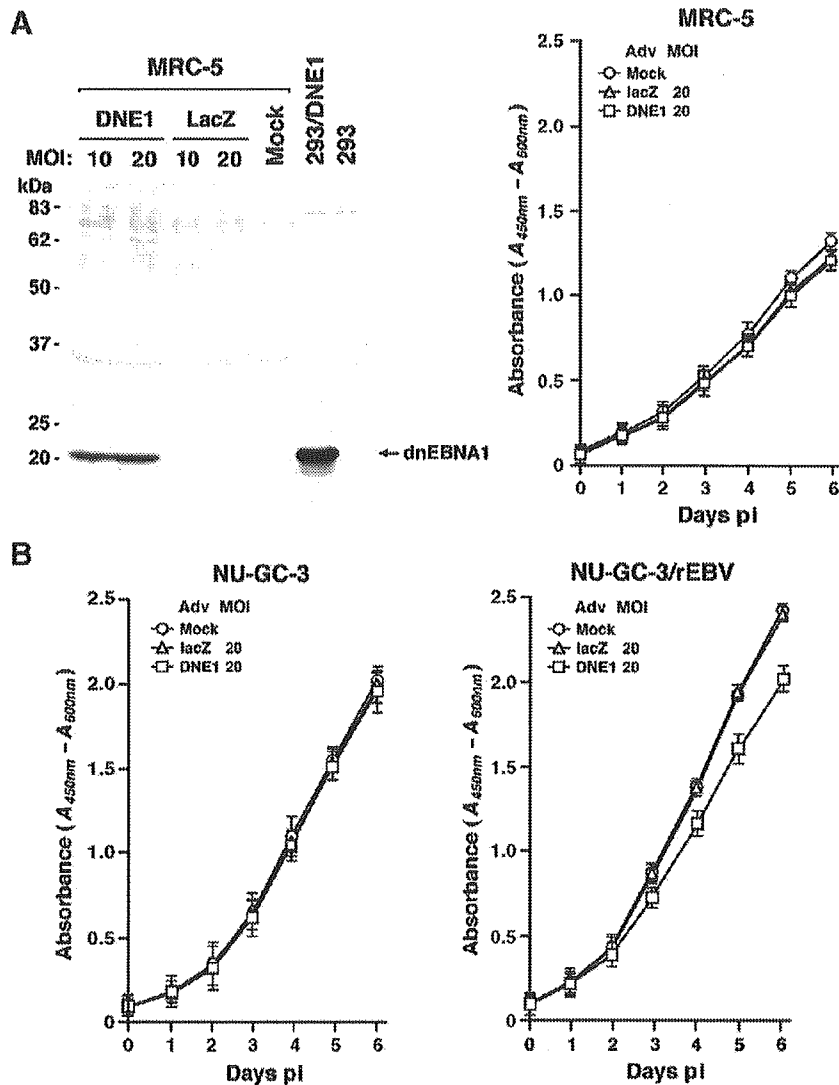 A
MRC-5
DNE1 LacZ Mock 293/DNE1 293
MOI: 10 20 10 20
kDa
83 -
62 -
50 -
37 -
25 -
20 -
←dnEBNA1
MRC-5
Adv MOI
Mock
lacZ 20
DNE1 20
Absorbance ( A450nm – A600nm)
2.5
2.0
1.5
1.0
0.5
0
0 1 2 3 4 5 6
Days pi
B
NU-GC-3
Adv MOI
Mock
lacZ 20
DNE1 20
Absorbance ( A450nm – A600nm)
2.5
2.0
1.5
1.0
0.5
0
0 1 2 3 4 5 6
Days pi
NU-GC-3/rEBV
Adv MOI
Mock
lacZ 20
DNE1 20
Absorbance ( A450nm – A600nm)
2.5
2.0
1.5
1.0
0.5
0
0 1 2 3 4 5 6
Days pi